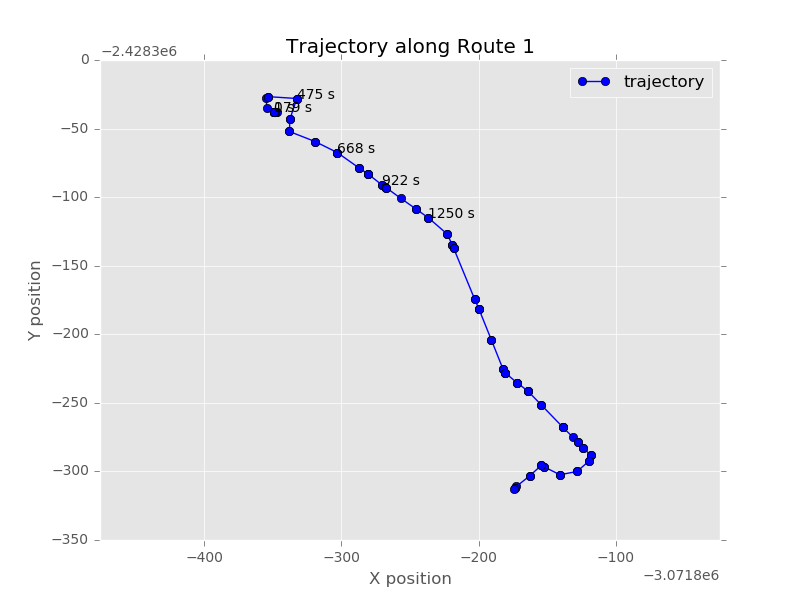 Trajectory along Route 1
−2.4283e6
trajectory
0
−50
−100
−150
−200
−250
−300
−350
Y position
475 s
179 s
668 s
922 s
1250 s
−400
−300
−200
−100
X position
−3.0718e6